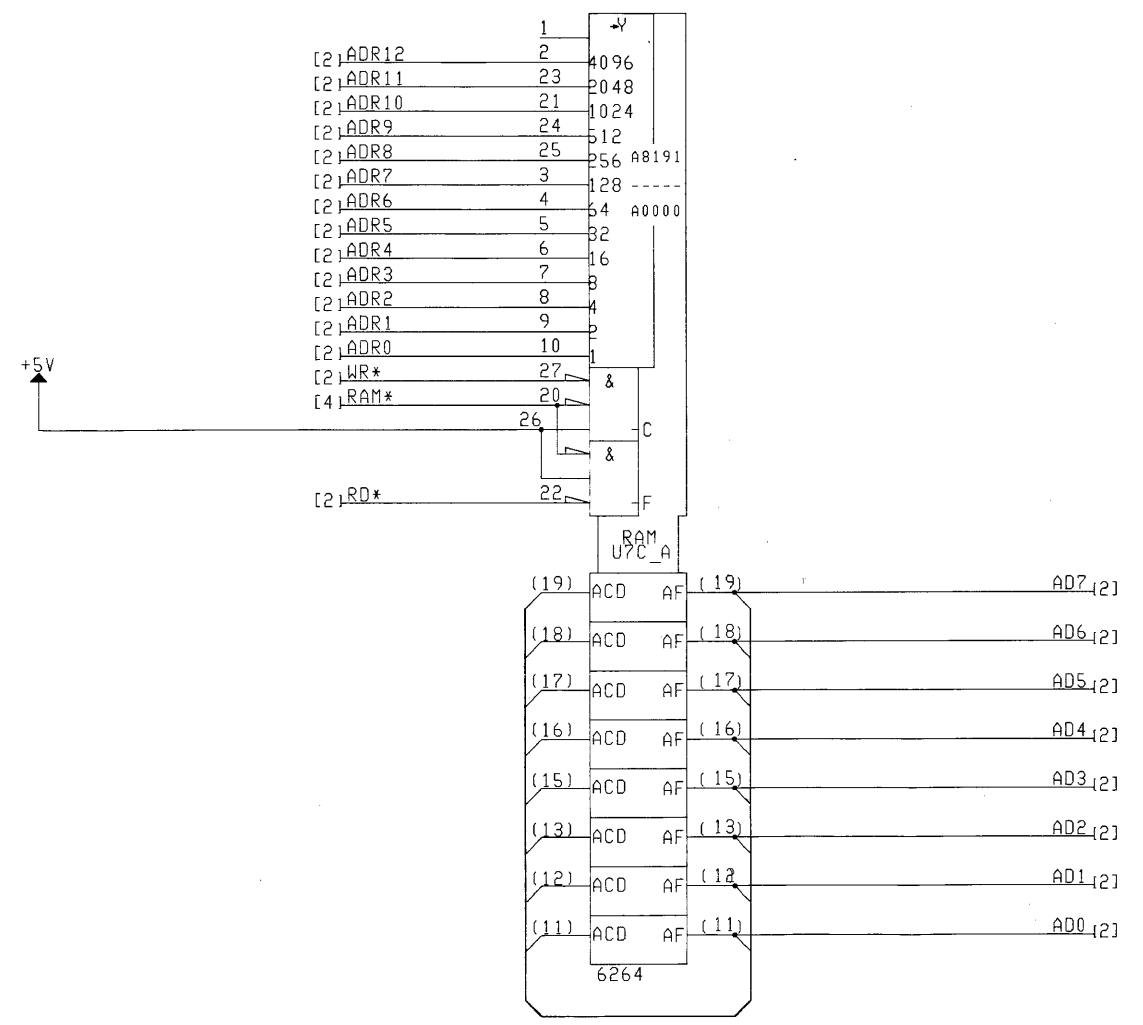 1 →Y
[2] ADR12 2 4096
[2] ADR11 23 2048
[2] ADR10 21 1024
[2] ADR9 24 512
[2] ADR8 25 256 A8191
[2] ADR7 3 128 -----
[2] ADR6 4 64 A0000
[2] ADR5 5 32
[2] ADR4 6 16
[2] ADR3 7 8
[2] ADR2 8 4
[2] ADR1 9 2
[2] ADR0 10 1
+5V
[2] WR* 27 &
[4] RAM* 20
26 C
&
[2] RD* 22 F
RAM
U7C_A
(19) ACD AF (19) AD7 [2]
(18) ACD AF (18) AD6 [2]
(17) ACD AF (17) AD5 [2]
(16) ACD AF (16) AD4 [2]
(15) ACD AF (15) AD3 [2]
(13) ACD AF (13) AD2 [2]
(12) ACD AF (12) AD1 [2]
(11) ACD AF (11) AD0 [2]
6264